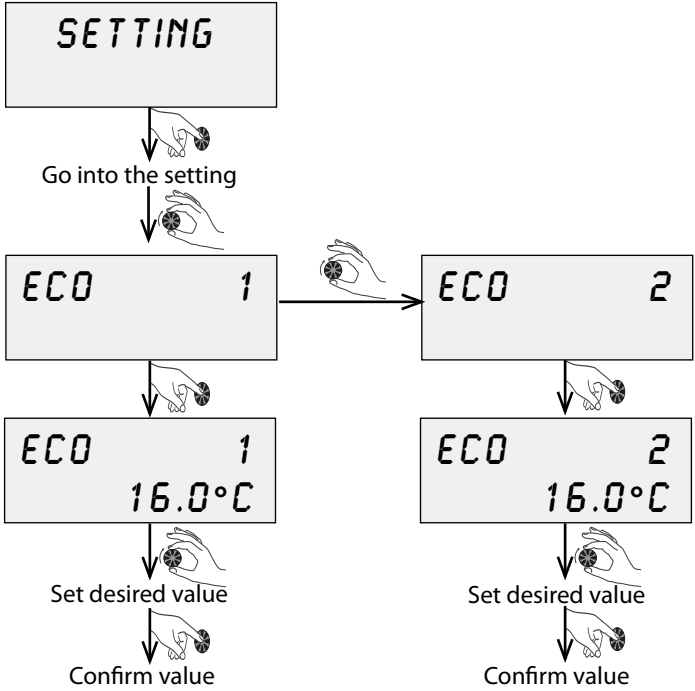 SETTING
Go into the setting
ECO 1
ECO 2
ECO 1
16.0°C
ECO 2
16.0°C
Set desired value
Set desired value
Confirm value
Confirm value